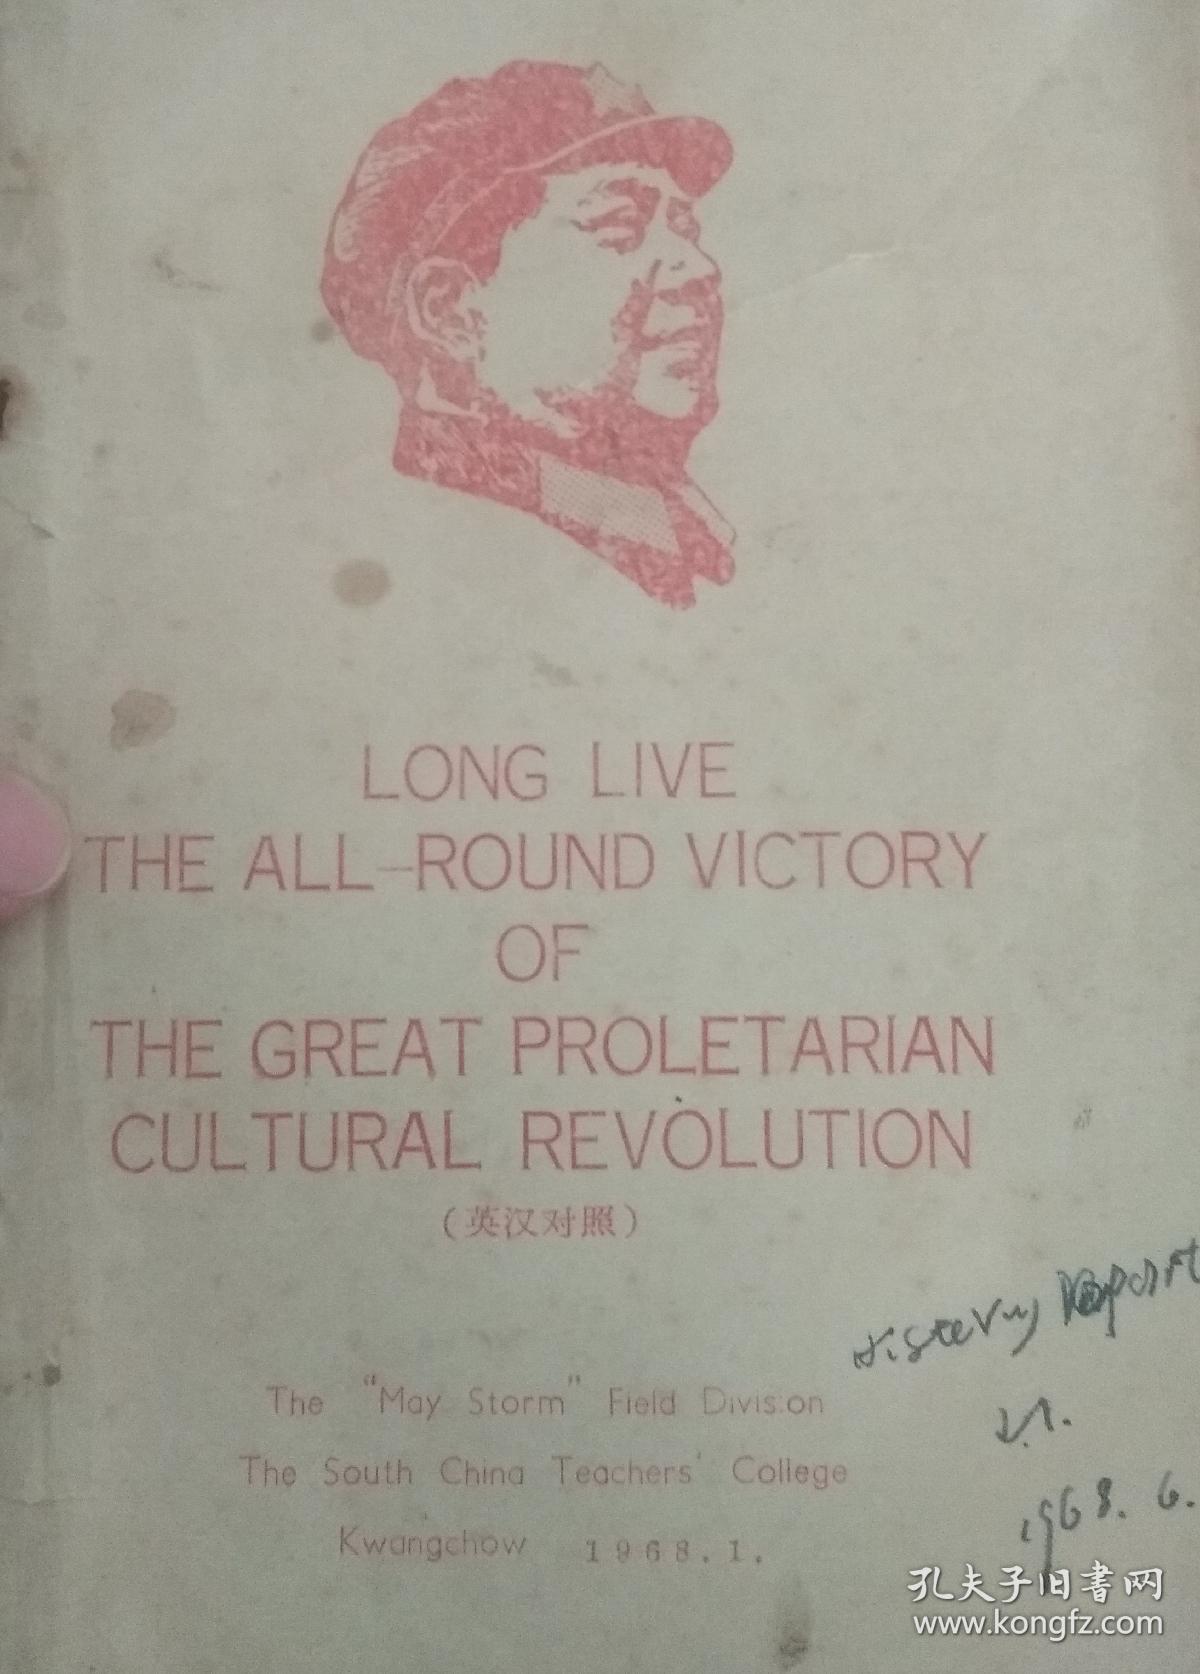 LONG LIVE
THE ALL-ROUND VICTORY
OF
THE GREAT PROLETARIAN
CULTURAL REVOLUTION
(英汉对照)
The "May Storm" Field Division
The South China Teachers' College
Kwangchow 1968.1.
Report
1968. 6.
孔夫子旧書网
www.kongfz.com